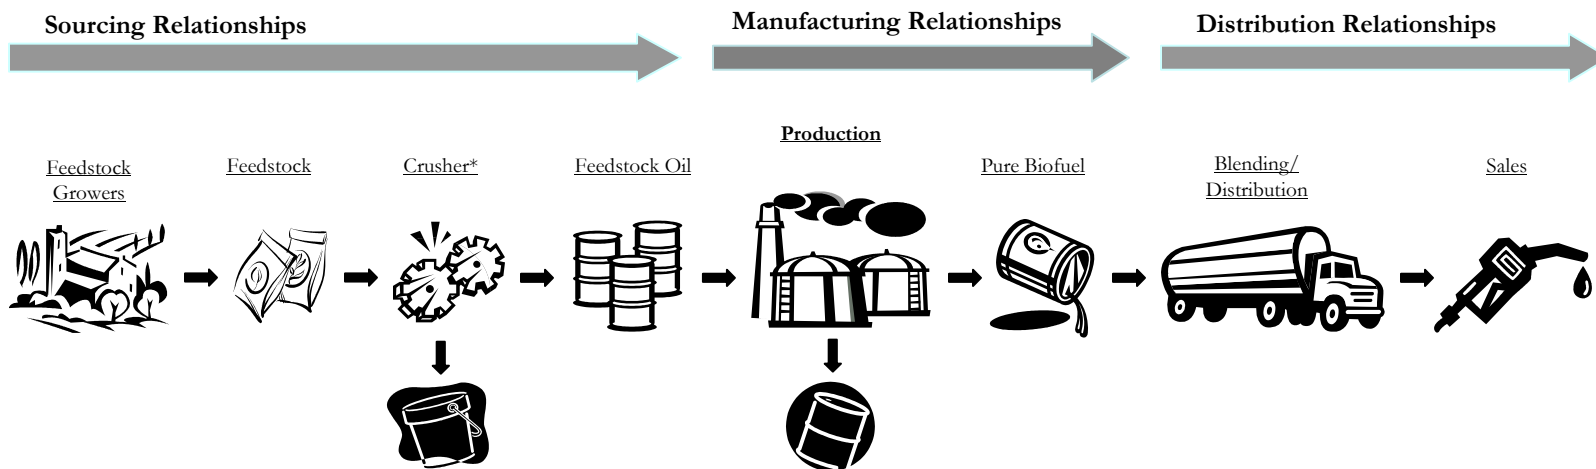 Sourcing Relationships
Manufacturing Relationships
Distribution Relationships
Production
Feedstock
Growers
Feedstock
Crusher*
Feedstock Oil
Pure Biofuel
Blending/
Distribution
Sales